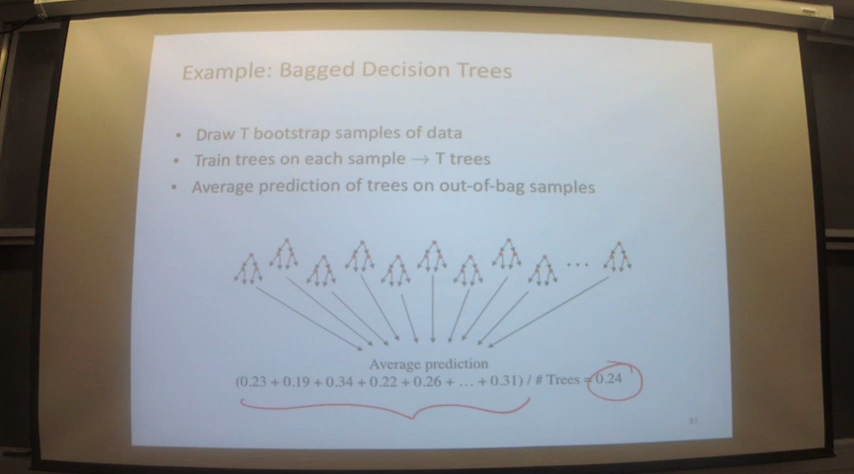 Example: Bagged Decision Trees
• Draw T bootstrap samples of data
• Train trees on each sample → T trees
• Average prediction of trees on out-of-bag samples
...
Average prediction
(0.23 + 0.19 + 0.34 + 0.22 + 0.26 + ... + 0.31) / # Trees = 0.24